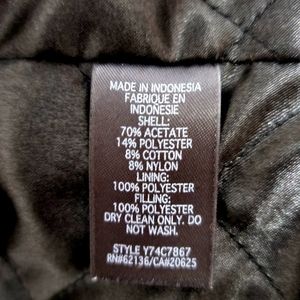 MADE IN INDONESIA
FABRIQUE EN
INDONÉSIE
SHELL:
70% ACETATE
14% POLYESTER
8% COTTON
8% NYLON
LINING:
100% POLYESTER
FILLING:
100% POLYESTER
DRY CLEAN ONLY. DO
NOT WASH.
STYLE Y74C7867
RN#62136/CA#20625